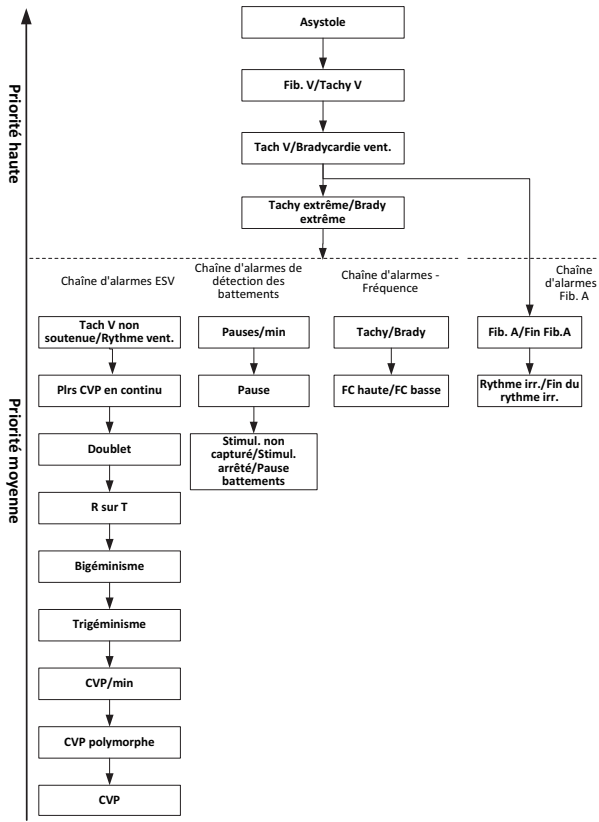 Asystole
Fib. V/Tachy V
Tach V/Bradycardie vent.
Tachy extrême/Brady
extrême
Priorité haute
Chaîne d'alarmes ESV
Chaîne d'alarmes de
détection des
battements
Chaîne d'alarmes -
Fréquence
Chaîne
d'alarmes
Fib. A
Priorité moyenne
Tach V non
soutenue/Rythme vent.
Plrs CVP en continu
Doublet
R sur T
Bigéminisme
Trigéminisme
CVP/min
CVP polymorphe
CVP
Pauses/min
Pause
Stimul. non
capturé/Stimul.
arrêté/Pause
battements
Tachy/Brady
FC haute/FC basse
Fib. A/Fin Fib.A
Rythme irr./Fin du
rythme irr.